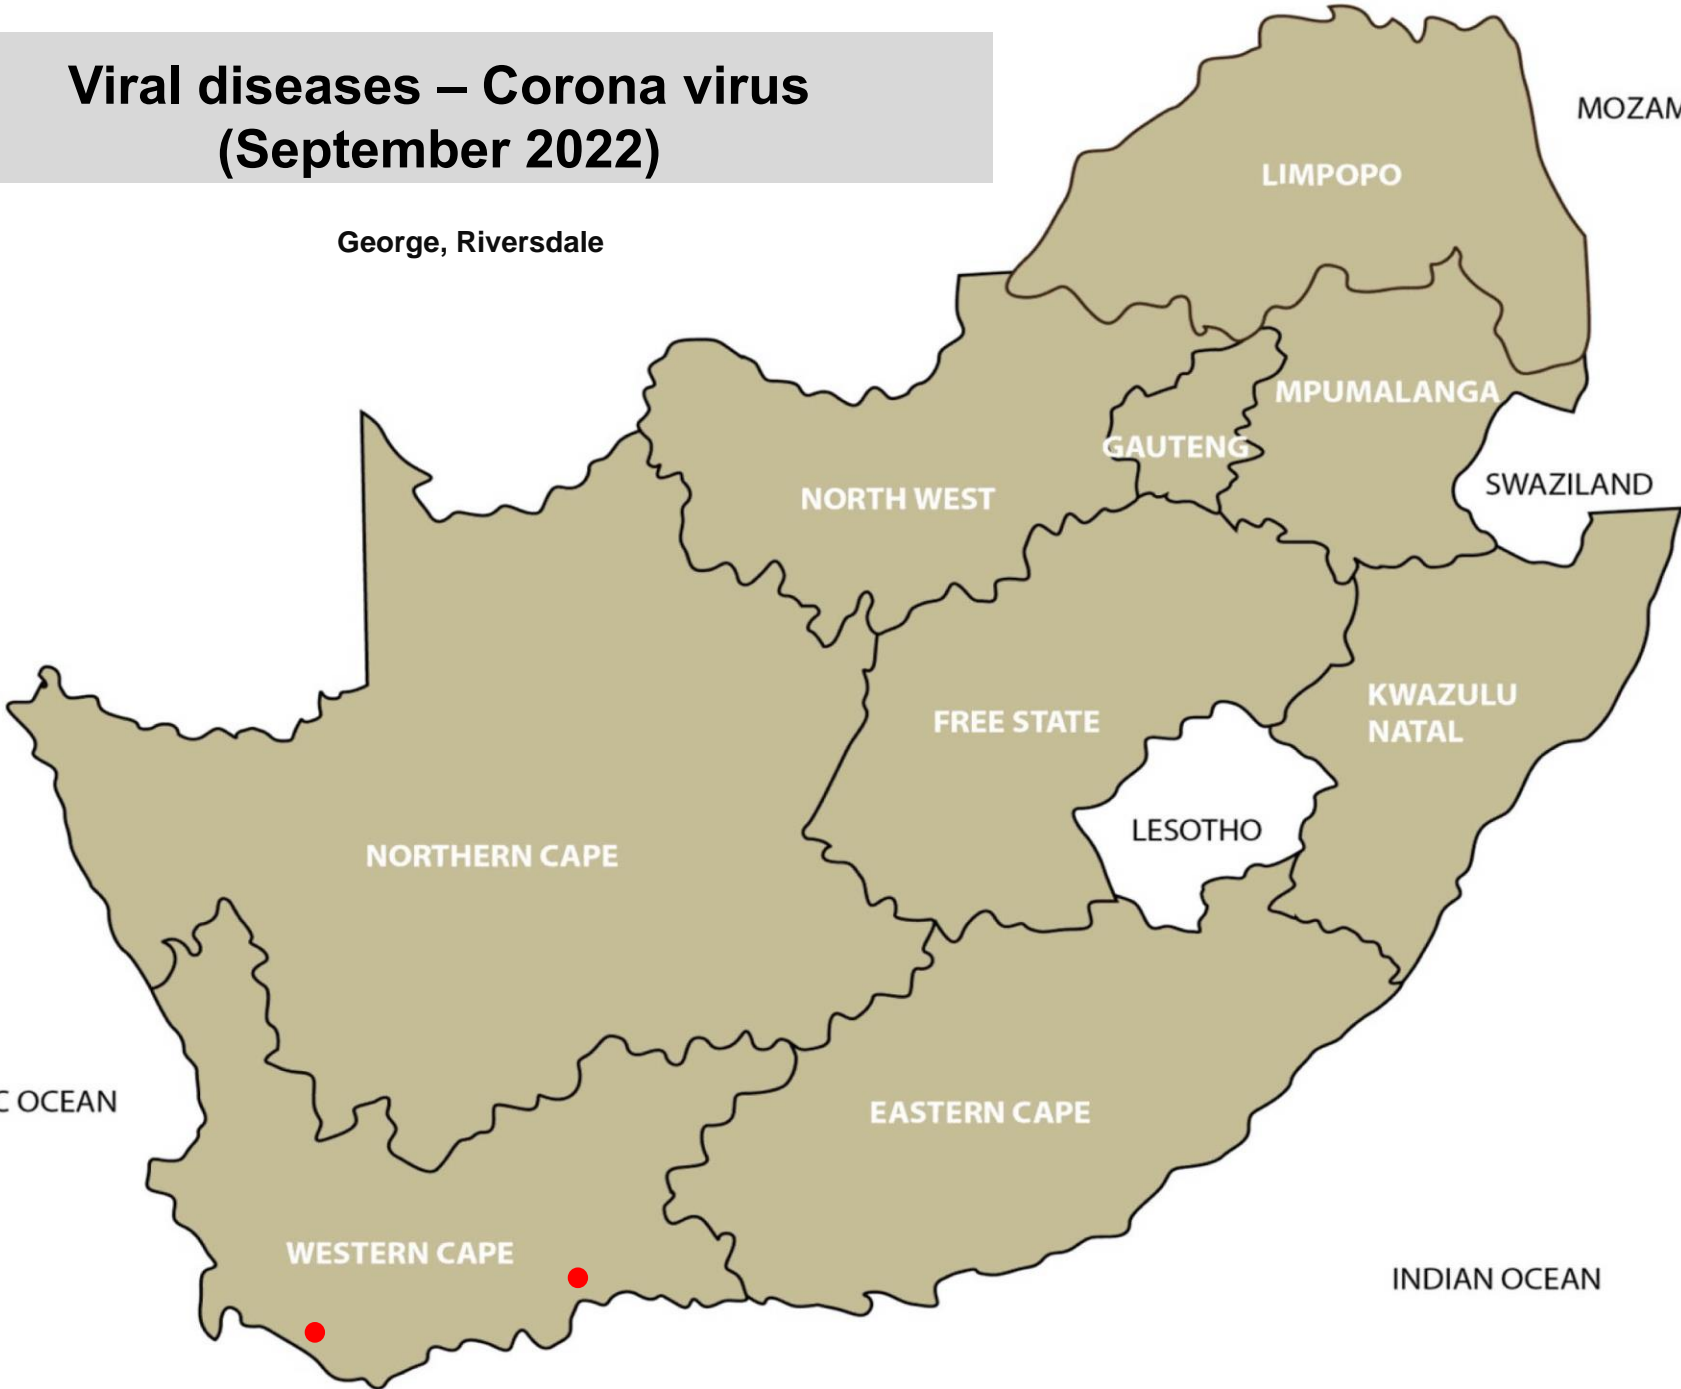 Viral diseases – Corona virus
(September 2022)
MOZAM
LIMPOPO
George, Riversdale
MPUMALANGA
GAUTENG
SWAZILAND
NORTH WEST
KWAZULU
NATAL
FREE STATE
LESOTHO
NORTHERN CAPE
C OCEAN
EASTERN CAPE
WESTERN CAPE
INDIAN OCEAN